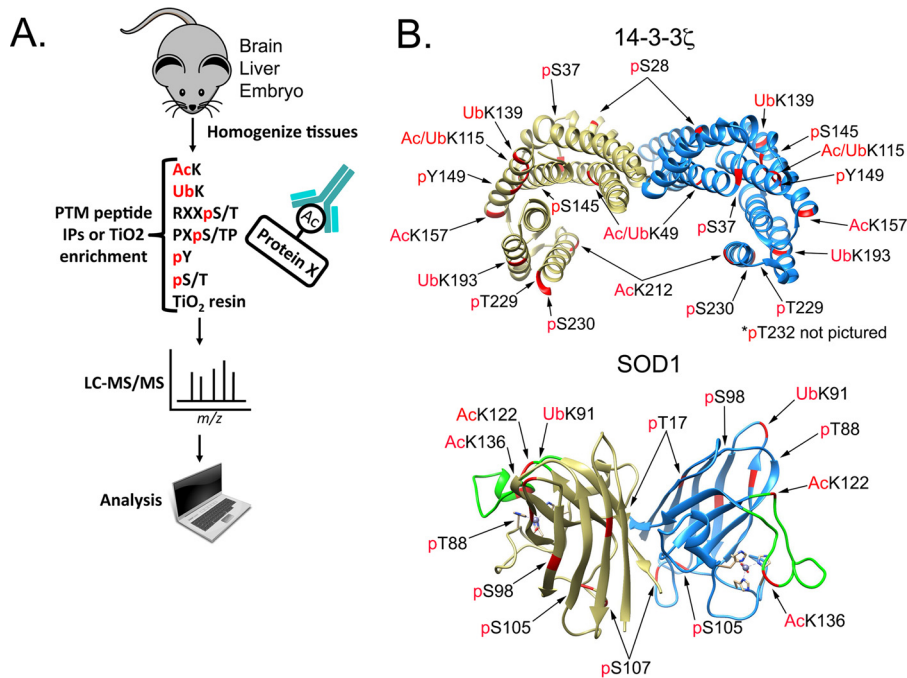 A.
Brain
Liver
Embryo
Homogenize tissues
PTM peptide
IPs or TiO2
enrichment
AcK
UbK
RXXpS/T
PXpS/TP
pY
pS/T
TiO₂ resin
Ac
Protein X
LC-MS/MS
m/z
Analysis
B.
14-3-3ζ
pS37
pS28
UbK139
Ac/UbK115
pY149
AcK157
UbK193
pT229
pS230
pS145
Ac/UbK49
AcK212
pS37
UbK139
pS145
Ac/UbK115
pY149
AcK157
UbK193
pS230
pT229
*pT232 not pictured
SOD1
AcK122
UbK91
AcK136
pT17
pS98
UbK91
pT88
AcK122
pT88
pS98
pS105
pS107
pS105
AcK136